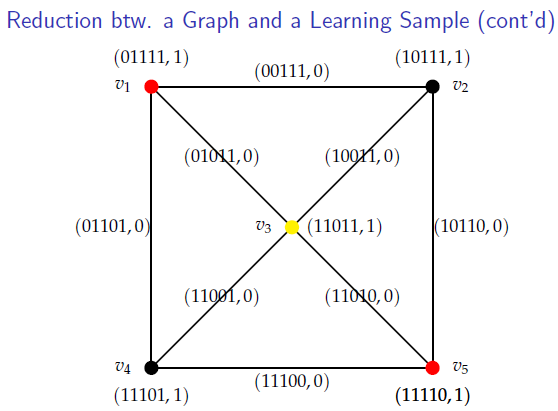 Reduction btw. a Graph and a Learning Sample (cont'd)
(01111, 1)
(10111, 1)
(00111, 0)
v1
v2
(01011, 0)
(10011, 0)
(01101, 0)
v3
(11011, 1)
(10110, 0)
(11001, 0)
(11010, 0)
v4
v5
(11100, 0)
(11101, 1)
(11110, 1)